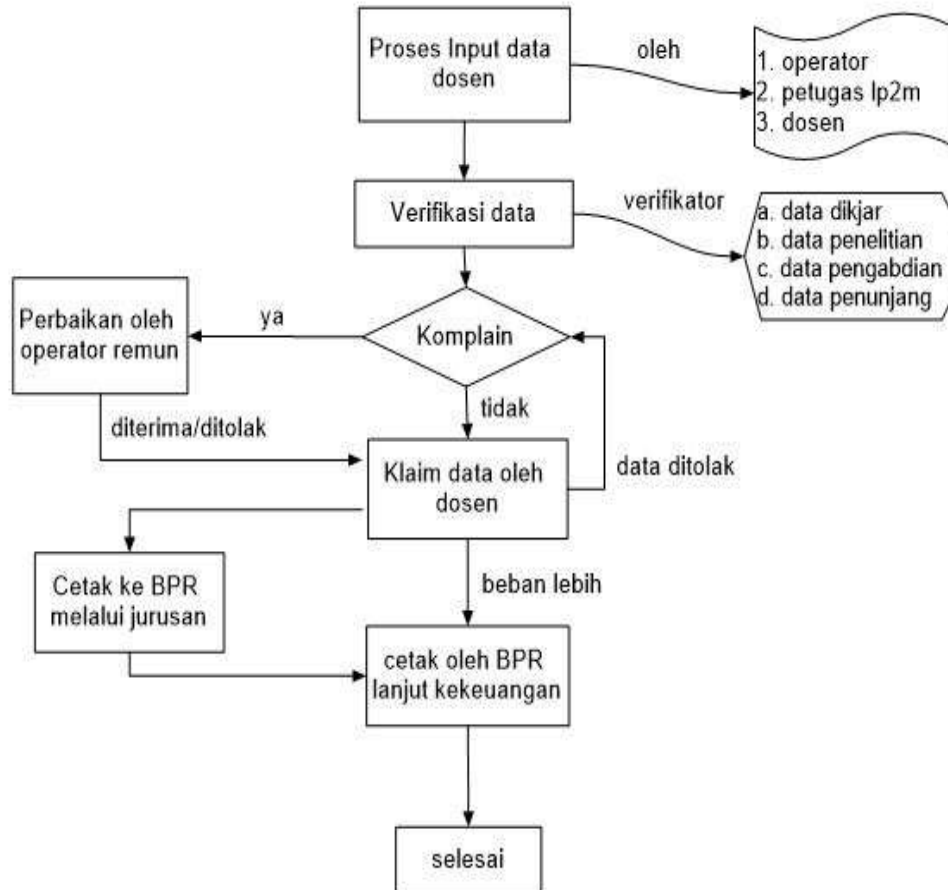 Proses Input data
dosen
oleh
1. operator
2. petugas lp2m
3. dosen
Verifikasi data
verifikator
a. data dikjar
b. data penelitian
c. data pengabdian
d. data penunjang
Perbaikan oleh
operator remun
ya
Komplain
tidak
diterima/ditolak
Klaim data oleh
dosen
data ditolak
Cetak ke BPR
melalui jurusan
beban lebih
cetak oleh BPR
lanjut kekeuangan
selesai